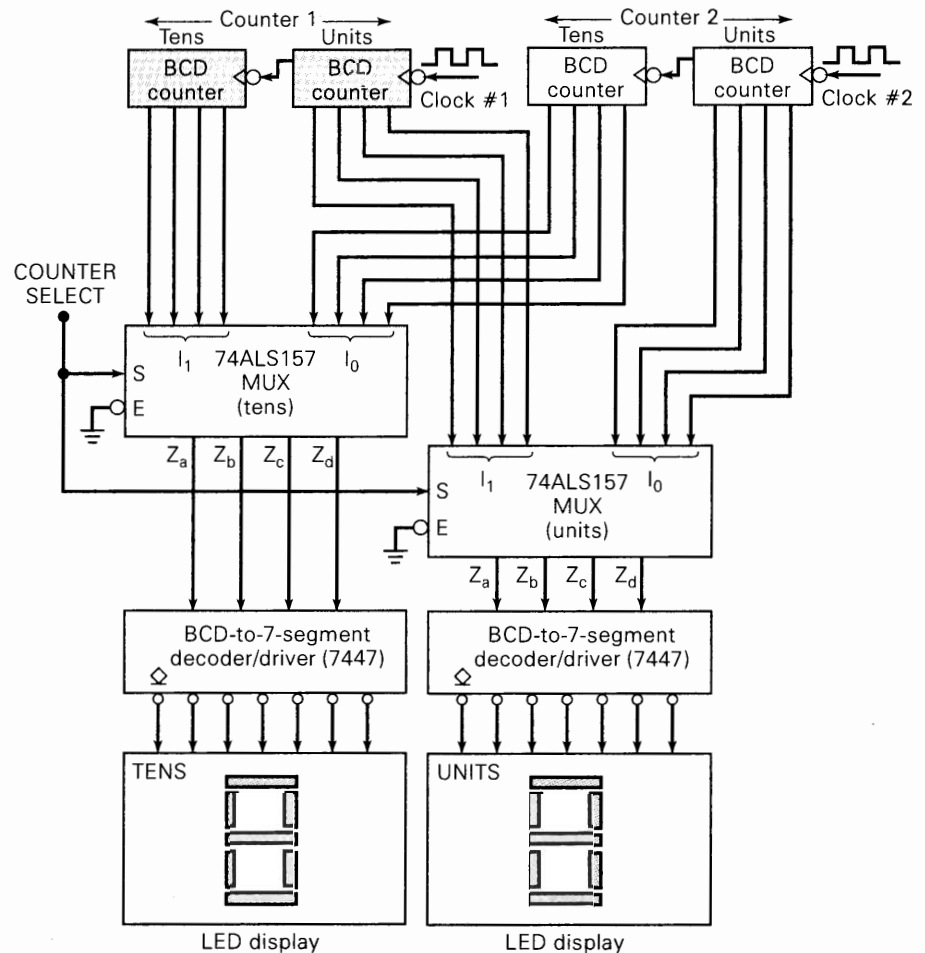 Counter 1
Counter 2
Tens
Units
Tens
Units
BCD
counter
BCD
counter
Clock #1
BCD
counter
BCD
counter
Clock #2
COUNTER
SELECT
I1
74ALS157
MUX
(tens)
I0
S
E
Za
Zb
Zc
Zd
I1
74ALS157
MUX
(units)
I0
S
E
Za
Zb
Zc
Zd
BCD-to-7-segment
decoder/driver (7447)
BCD-to-7-segment
decoder/driver (7447)
TENS
UNITS
LED display
LED display